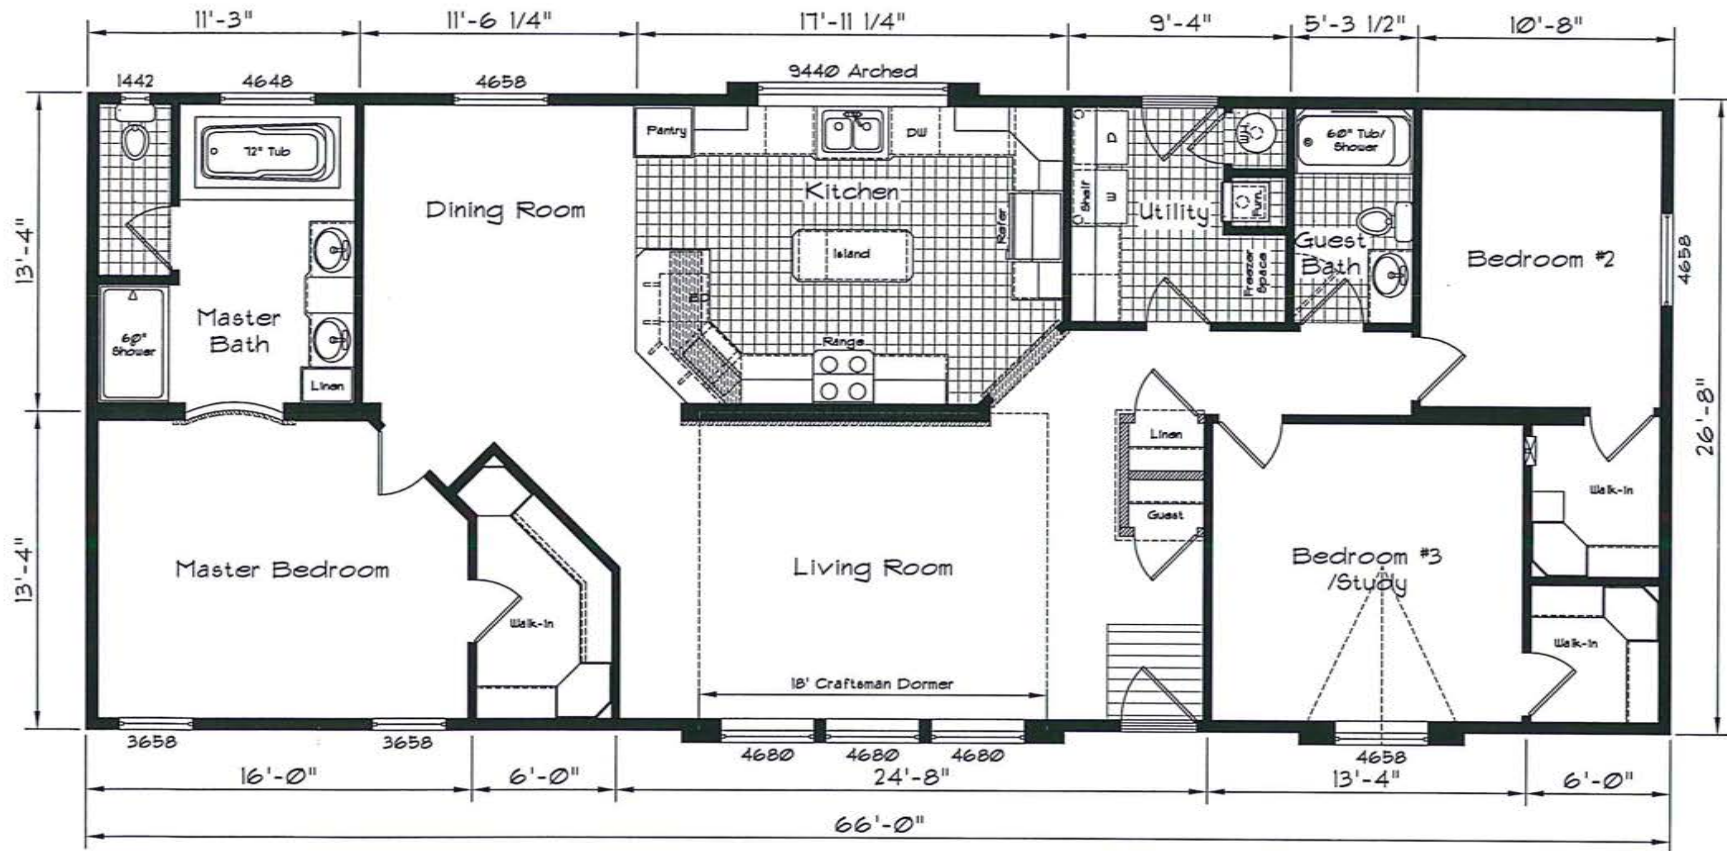 11'-3" 11'-6 1/4" 17'-11 1/4" 9'-4" 5'-3 1/2" 10'-8"
1442 4648 4658 9440 Arched
Pantry
DW
D
WH
60" Tub/
Shower
72" Tub
Kitchen
Shelf
W
Furn.
Dining Room
Utility
Refer
Island
Guest
Bath
Freezer
Space
Bedroom #2
4658
13'-4"
Master
Bath
60"
Shower
Range
Linen
26'-8"
Linen
Walk-In
Guest
13'-4"
Master Bedroom
Living Room
Bedroom #3
/Study
Walk-In
Walk-In
18' Craftsman Dormer
3658 3658 4680 4680 4680 4658
16'-0" 6'-0" 24'-8" 13'-4" 6'-0"
66'-0"